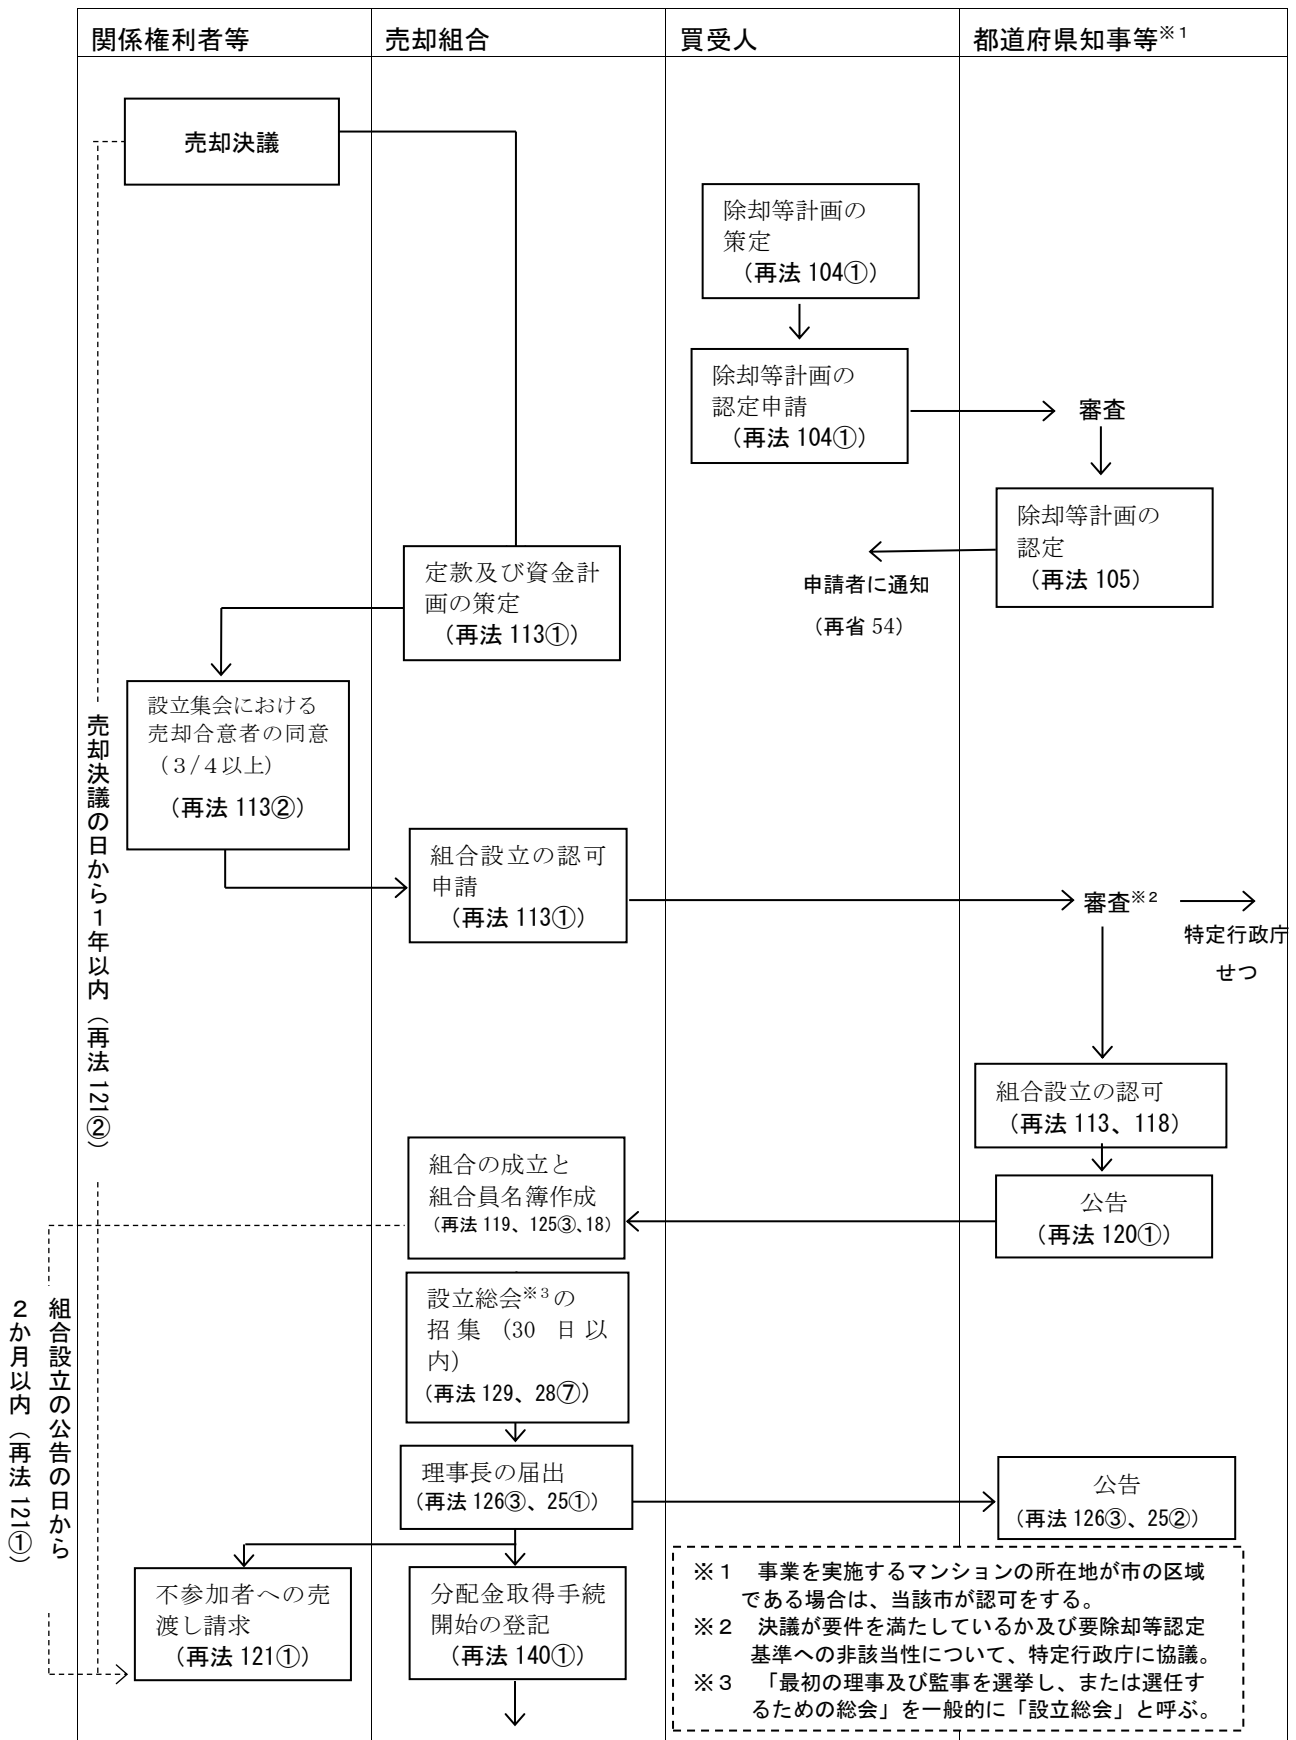 関係権利者等
売却組合
買受人
都道府県知事等※1
売却決議
除却等計画の
策定
（再法 104①）
除却等計画の
認定申請
（再法 104①）
審査
除却等計画の
認定
（再法 105）
申請者に通知
（再省 54）
定款及び資金計
画の策定
（再法 113①）
設立集会における
売却合意者の同意
（３/４以上）
（再法 113②）
売却決議の日から１年以内（再法 121②）
組合設立の認可
申請
（再法 113①）
審査※2
特定行政庁
せつ
組合設立の認可
（再法 113、118）
組合の成立と
組合員名簿作成
（再法 119、125③、18）
公告
（再法 120①）
設立総会※3の
招集（30 日以
内）
（再法 129、28⑦）
組合設立の公告の日から
２か月以内（再法 121①）
理事長の届出
（再法 126③、25①）
公告
（再法 126③、25②）
不参加者への売
渡し請求
（再法 121①）
分配金取得手続
開始の登記
（再法 140①）
※１　事業を実施するマンションの所在地が市の区域
である場合は、当該市が認可をする。
※２　決議が要件を満たしているか及び要除却等認定
基準への非該当性について、特定行政庁に協議。
※３　「最初の理事及び監事を選挙し、または選任す
るための総会」を一般的に「設立総会」と呼ぶ。